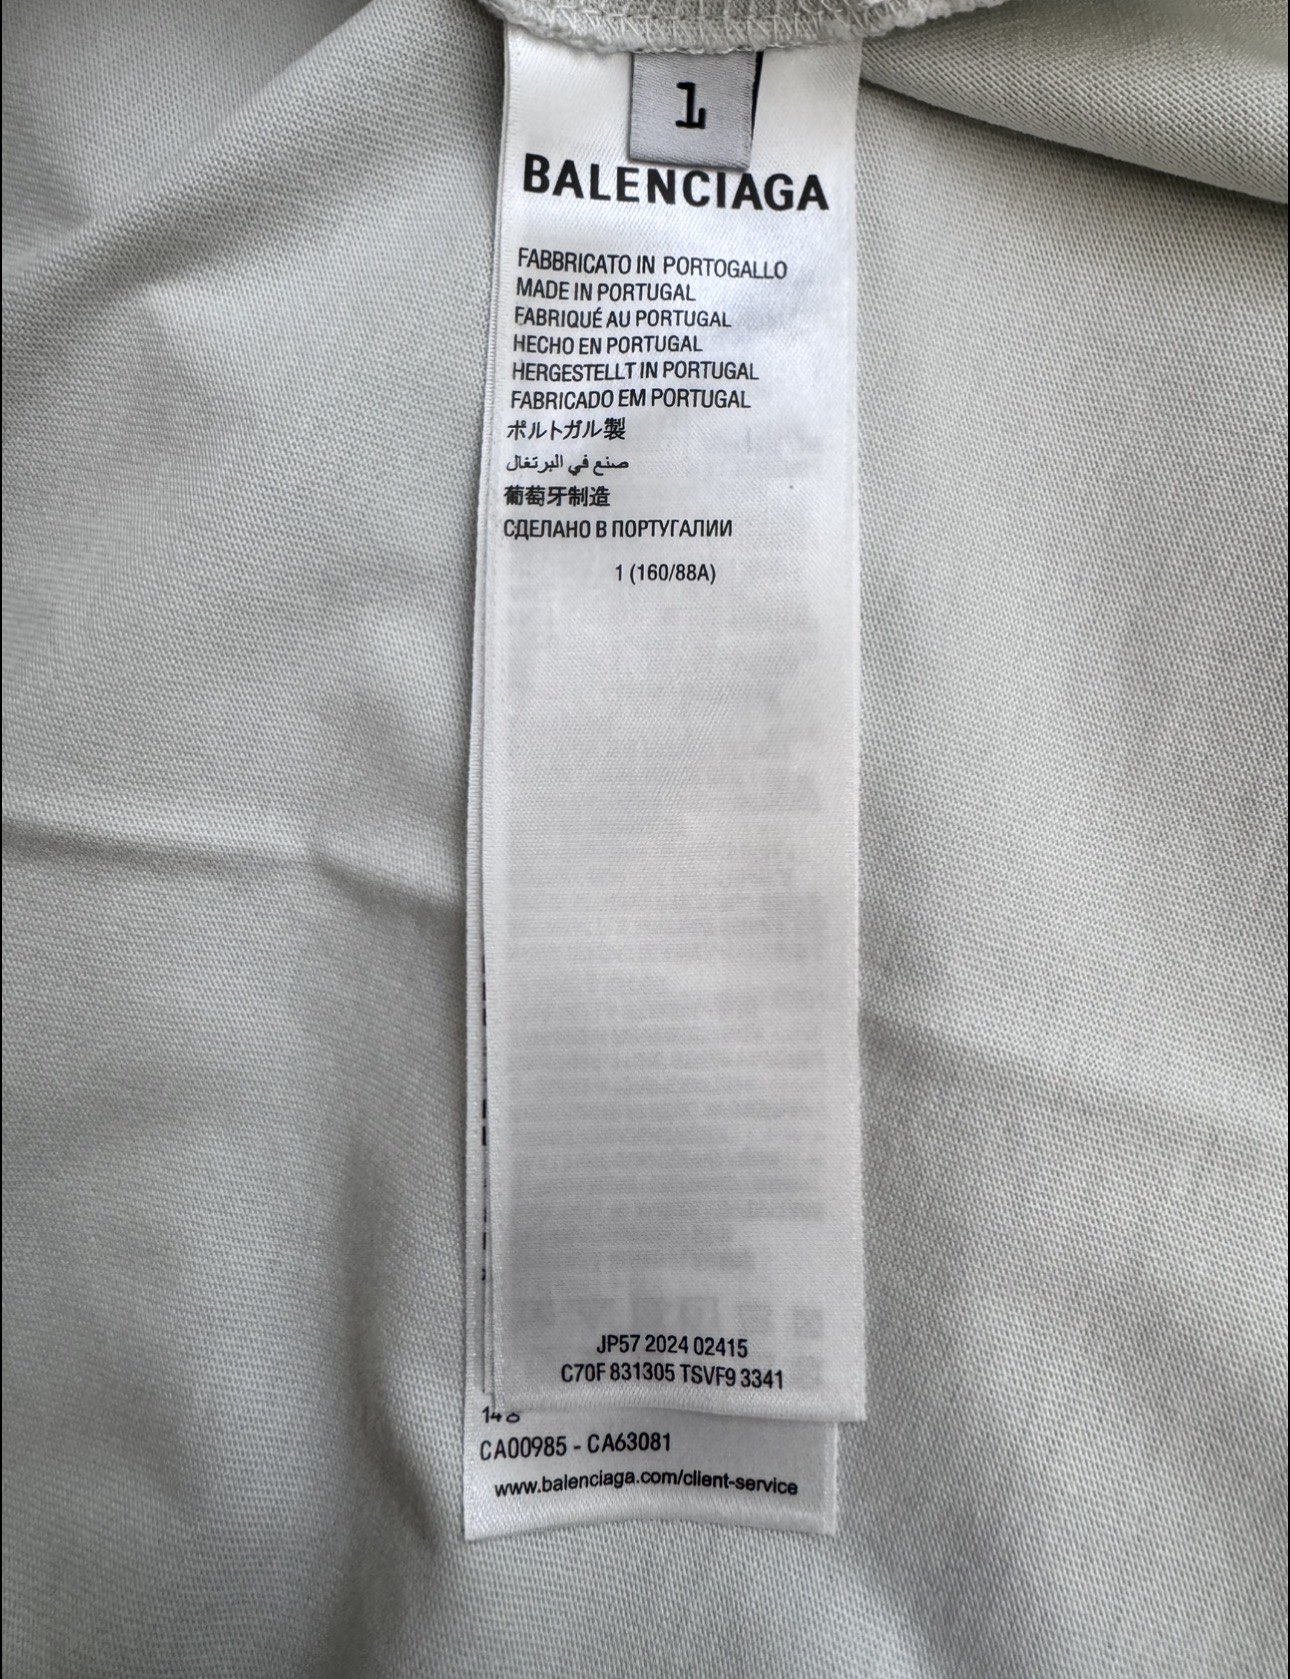 1
BALENCIAGA
FABBRICATO IN PORTOGALLO
MADE IN PORTUGAL
FABRIQUÉ AU PORTUGAL
HECHO EN PORTUGAL
HERGESTELLT IN PORTUGAL
FABRICADO EM PORTUGAL
ポルトガル製
صنع في البرتغال
葡萄牙制造
СДЕЛАНО В ПОРТУГАЛИИ
1 (160/88A)
JP57 2024 02415
C70F 831305 TSVF9 3341
CA00985 - CA63081
www.balenciaga.com/client-service